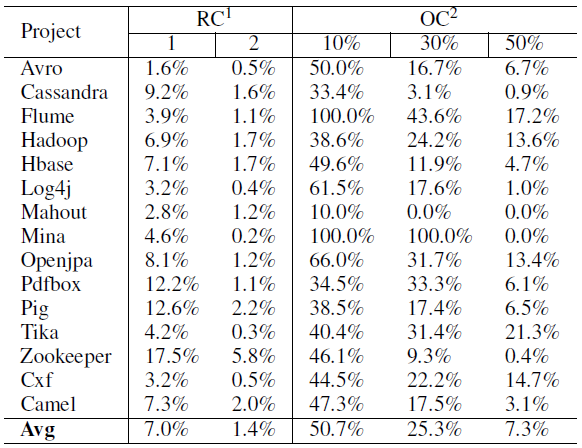 Project RC1 OC2
1 2 10% 30% 50%
Avro 1.6% 0.5% 50.0% 16.7% 6.7%
Cassandra 9.2% 1.6% 33.4% 3.1% 0.9%
Flume 3.9% 1.1% 100.0% 43.6% 17.2%
Hadoop 6.9% 1.7% 38.6% 24.2% 13.6%
Hbase 7.1% 1.7% 49.6% 11.9% 4.7%
Log4j 3.2% 0.4% 61.5% 17.6% 1.0%
Mahout 2.8% 1.2% 10.0% 0.0% 0.0%
Mina 4.6% 0.2% 100.0% 100.0% 0.0%
Openjpa 8.1% 1.2% 66.0% 31.7% 13.4%
Pdfbox 12.2% 1.1% 34.5% 33.3% 6.1%
Pig 12.6% 2.2% 38.5% 17.4% 6.5%
Tika 4.2% 0.3% 40.4% 31.4% 21.3%
Zookeeper 17.5% 5.8% 46.1% 9.3% 0.4%
Cxf 3.2% 0.5% 44.5% 22.2% 14.7%
Camel 7.3% 2.0% 47.3% 17.5% 3.1%
Avg 7.0% 1.4% 50.7% 25.3% 7.3%